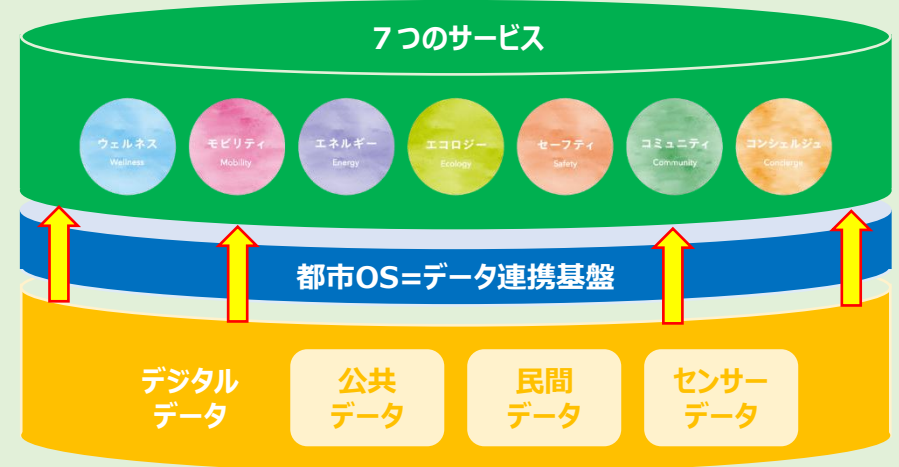 7つのサービス
ウェルネス
Wellness
モビリティ
Mobility
エネルギー
Energy
エコロジー
Ecology
セーフティ
Safety
コミュニティ
Community
コンシェルジュ
Concierge
都市OS=データ連携基盤
デジタル
データ
公共
データ
民間
データ
センサー
データ